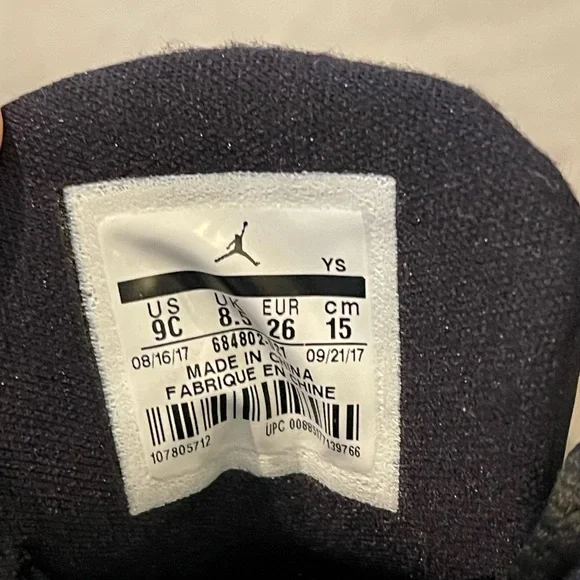 YS
US UK EUR cm
9C 8.5 26 15
08/16/17 09/21/17
MADE IN CHINA
FABRIQUE EN CHINE
107805712 UPC